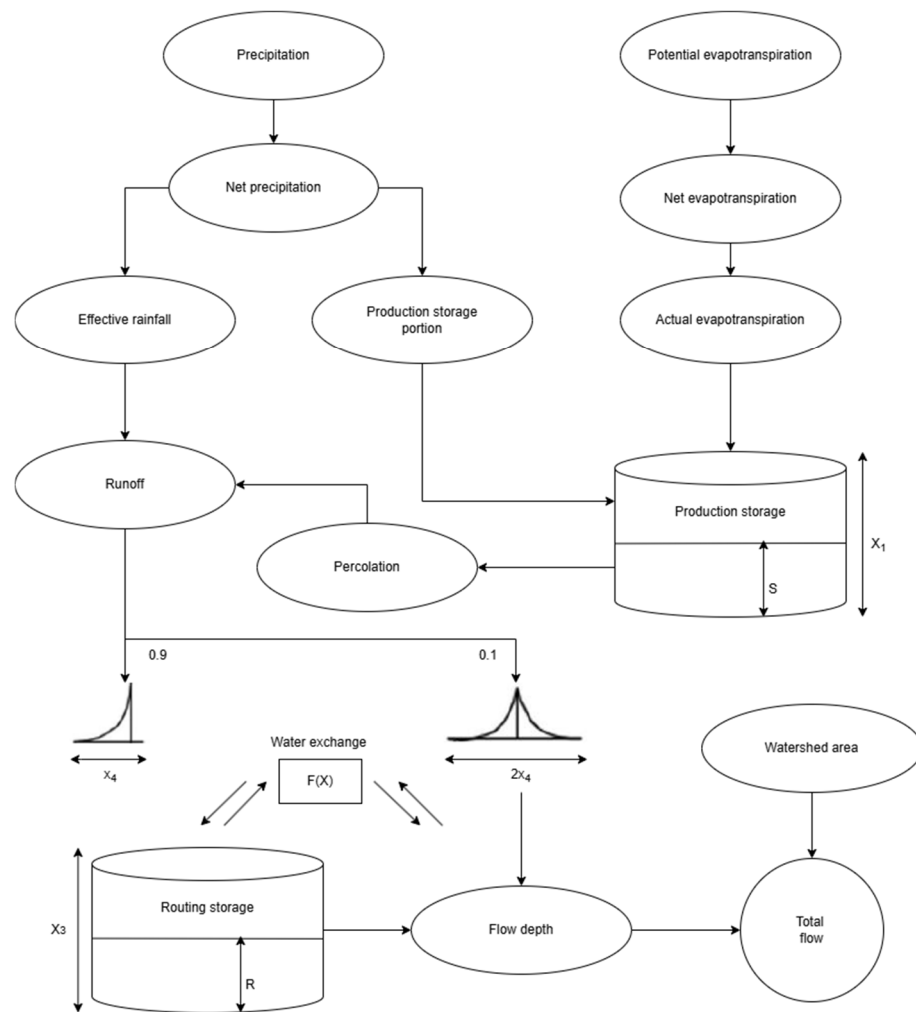 Precipitation
Potential evapotranspiration
Net precipitation
Net evapotranspiration
Effective rainfall
Production storage
portion
Actual evapotranspiration
Runoff
Production storage
X1
Percolation
S
0.9
0.1
x4
Water exchange
F(X)
2x4
Watershed area
X3
Routing storage
Flow depth
Total
flow
R